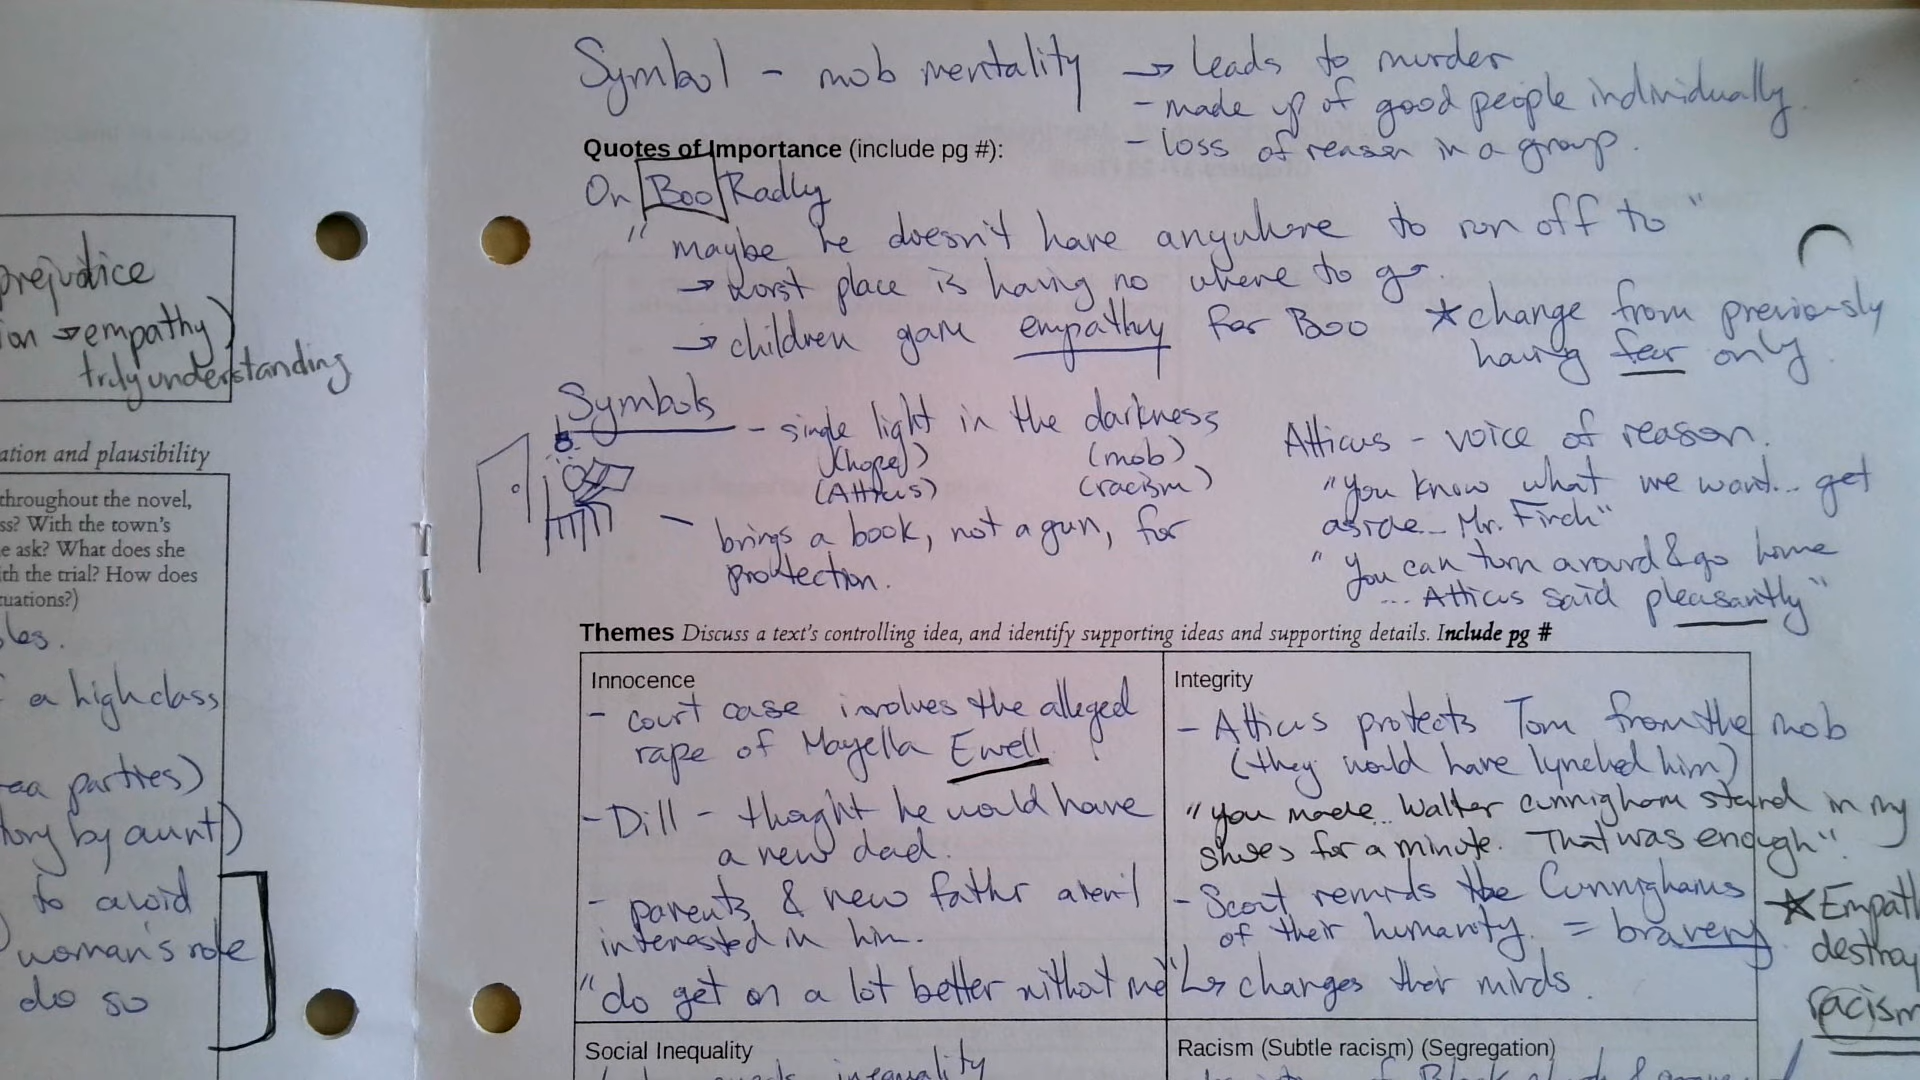 prejudice
ion → empathy)
truly understanding
ation and plausibility
throughout the novel,
ss? With the town's
e ask? What does she
th the trial? How does
tuations?)
les.
a high class
ea parties)
tory by aunt)
to avoid
woman's role
do so
Symbol - mob mentality → leads to murder
- made up of good people individually.
- loss of reason in a group.
Quotes of Importance (include pg #):
On Boo Radly
" maybe he doesn't have anywhere to run off to "
→ worst place is having no where to go.
→ children gain empathy for Boo ★ change from previously
having fear only.
Symbols
- single light in the darkness
(hope) (mob)
(Atticus) (racism)
- brings a book, not a gun, for
protection.
Atticus - voice of reason.
"you know what we want... get
aside... Mr. Finch"
" You can turn around & go home
... Atticus said pleasantly"
Themes Discuss a text's controlling idea, and identify supporting ideas and supporting details. Include pg #
Innocence
- court case involves the alleged
rape of Mayella Ewell
- Dill - thought he would have
a new dad.
- parents & new father aren't
interested in him.
"do get on a lot better without me"
Integrity
- Atticus protects Tom from the mob
(they would have lynched him)
"you made... Walter Cunnigham stand in my
shoes for a minute. That was enough".
- Scout reminds the Cunnighams
of their humanity. = bravery
↳ changes their minds.
★ Empath
destroy
racism
Social Inequality
inequality
Racism (Subtle racism) (Segregation)